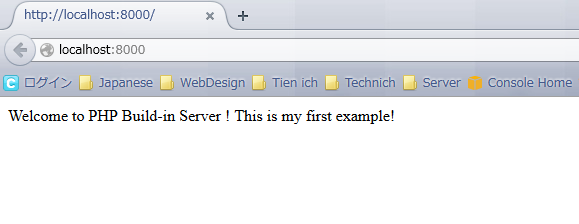 http://localhost:8000/
localhost:8000
ログイン Japanese WebDesign Tien ich Technich Server Console Home
Welcome to PHP Build-in Server ! This is my first example!